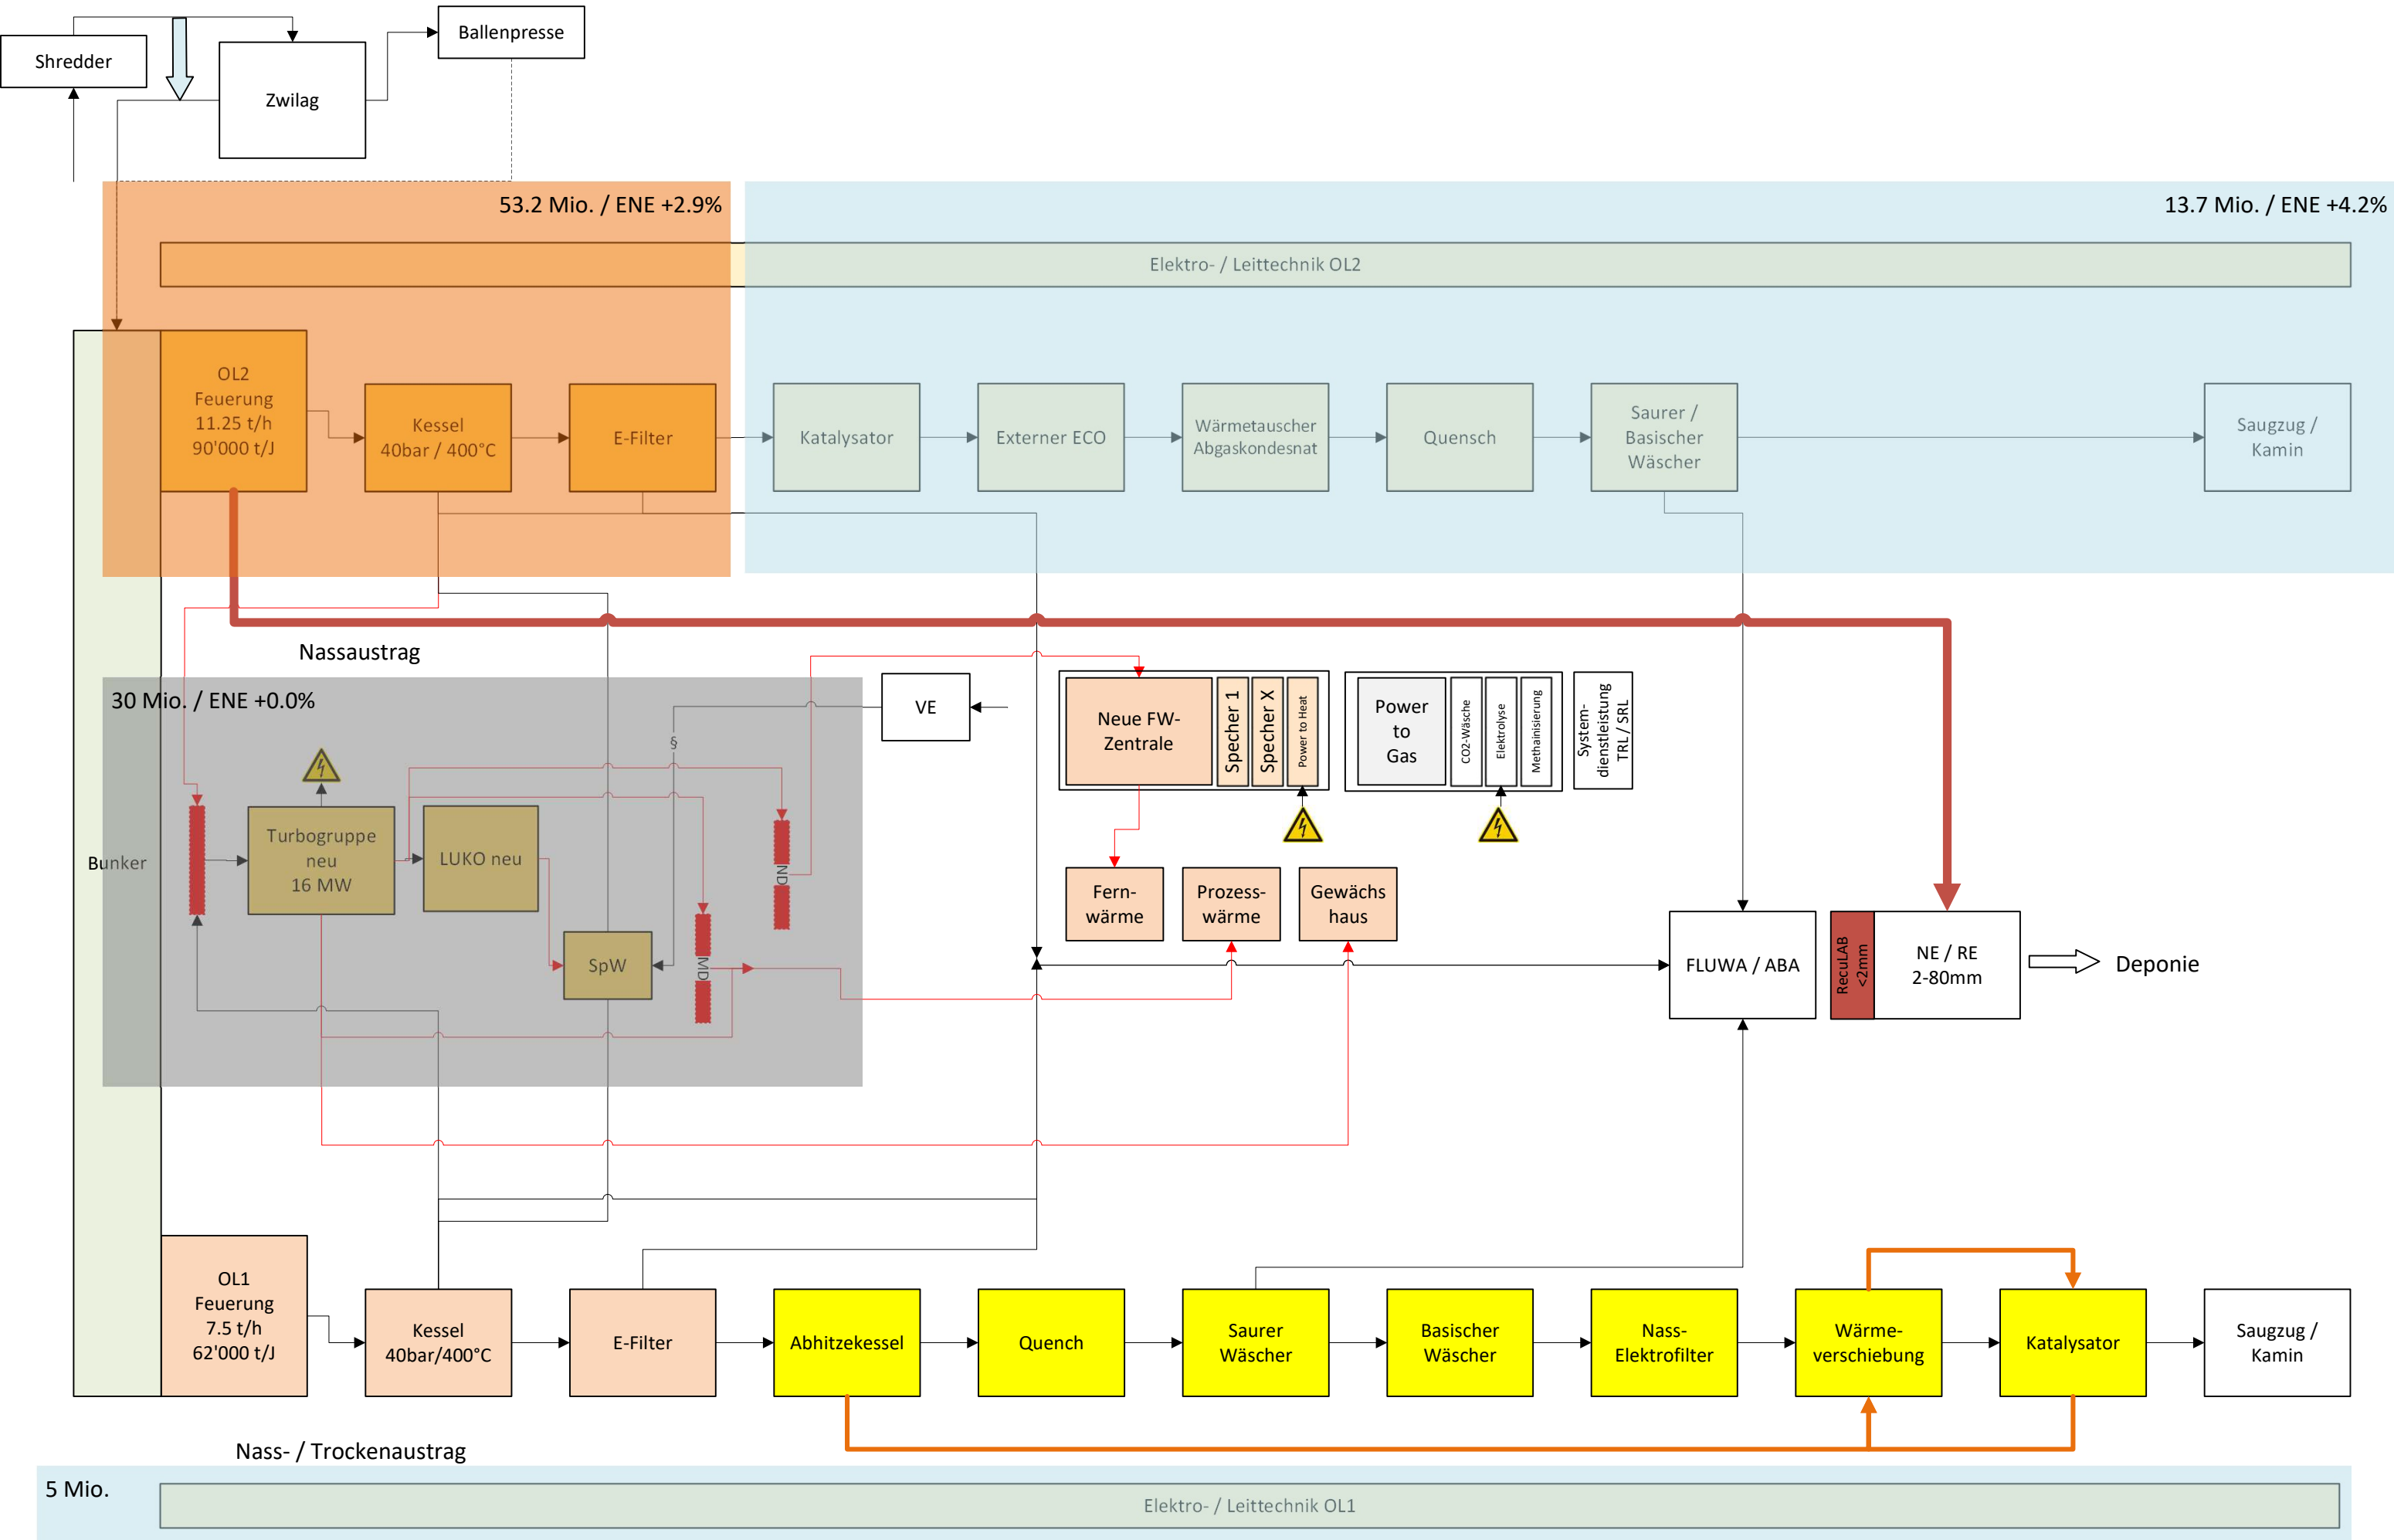 Shredder
Zwilag
Ballenpresse
53.2 Mio. / ENE +2.9%
13.7 Mio. / ENE +4.2%
Elektro- / Leittechnik OL2
OL2
Feuerung
11.25 t/h
90'000 t/J
Kessel
40bar / 400°C
E-Filter
Katalysator
Externer ECO
Wärmetauscher
Abgaskondesnat
Quensch
Saurer /
Basischer
Wäscher
Saugzug /
Kamin
Nassaustrag
30 Mio. / ENE +0.0%
VE
§
Neue FW-
Zentrale
Specher 1
Specher X
Power to Heat
Power
to
Gas
CO2-Wäsche
Elektrolyse
Methainisierung
System-
dienstleistung
TRL / SRL
Bunker
Turbogruppe
neu
16 MW
LUKO neu
SpW
MD
ND
Fern-
wärme
Prozess-
wärme
Gewächs
haus
FLUWA / ABA
RecuLAB
<2mm
NE / RE
2-80mm
Deponie
OL1
Feuerung
7.5 t/h
62'000 t/J
Kessel
40bar/400°C
E-Filter
Abhitzekessel
Quench
Saurer
Wäscher
Basischer
Wäscher
Nass-
Elektrofilter
Wärme-
verschiebung
Katalysator
Saugzug /
Kamin
Nass- / Trockenaustrag
5 Mio.
Elektro- / Leittechnik OL1